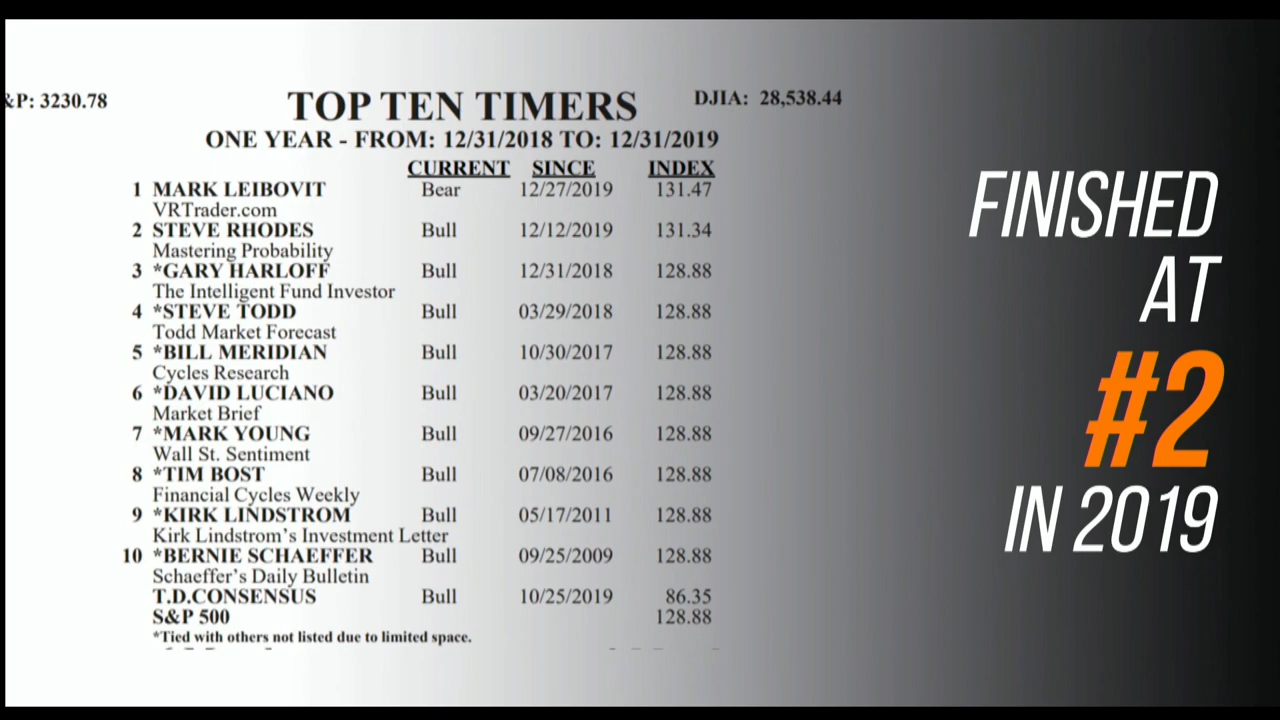 &P: 3230.78
TOP TEN TIMERS
DJIA: 28,538.44
ONE YEAR - FROM: 12/31/2018 TO: 12/31/2019
CURRENT SINCE INDEX
1 MARK LEIBOVIT Bear 12/27/2019 131.47
VRTrader.com
2 STEVE RHODES Bull 12/12/2019 131.34
Mastering Probability
3 *GARY HARLOFF Bull 12/31/2018 128.88
The Intelligent Fund Investor
4 *STEVE TODD Bull 03/29/2018 128.88
Todd Market Forecast
5 *BILL MERIDIAN Bull 10/30/2017 128.88
Cycles Research
6 *DAVID LUCIANO Bull 03/20/2017 128.88
Market Brief
7 *MARK YOUNG Bull 09/27/2016 128.88
Wall St. Sentiment
8 *TIM BOST Bull 07/08/2016 128.88
Financial Cycles Weekly
9 *KIRK LINDSTROM Bull 05/17/2011 128.88
Kirk Lindstrom's Investment Letter
10 *BERNIE SCHAEFFER Bull 09/25/2009 128.88
Schaeffer's Daily Bulletin
T.D.CONSENSUS Bull 10/25/2019 86.35
S&P 500 128.88
*Tied with others not listed due to limited space.
FINISHED
AT
#2
IN 2019